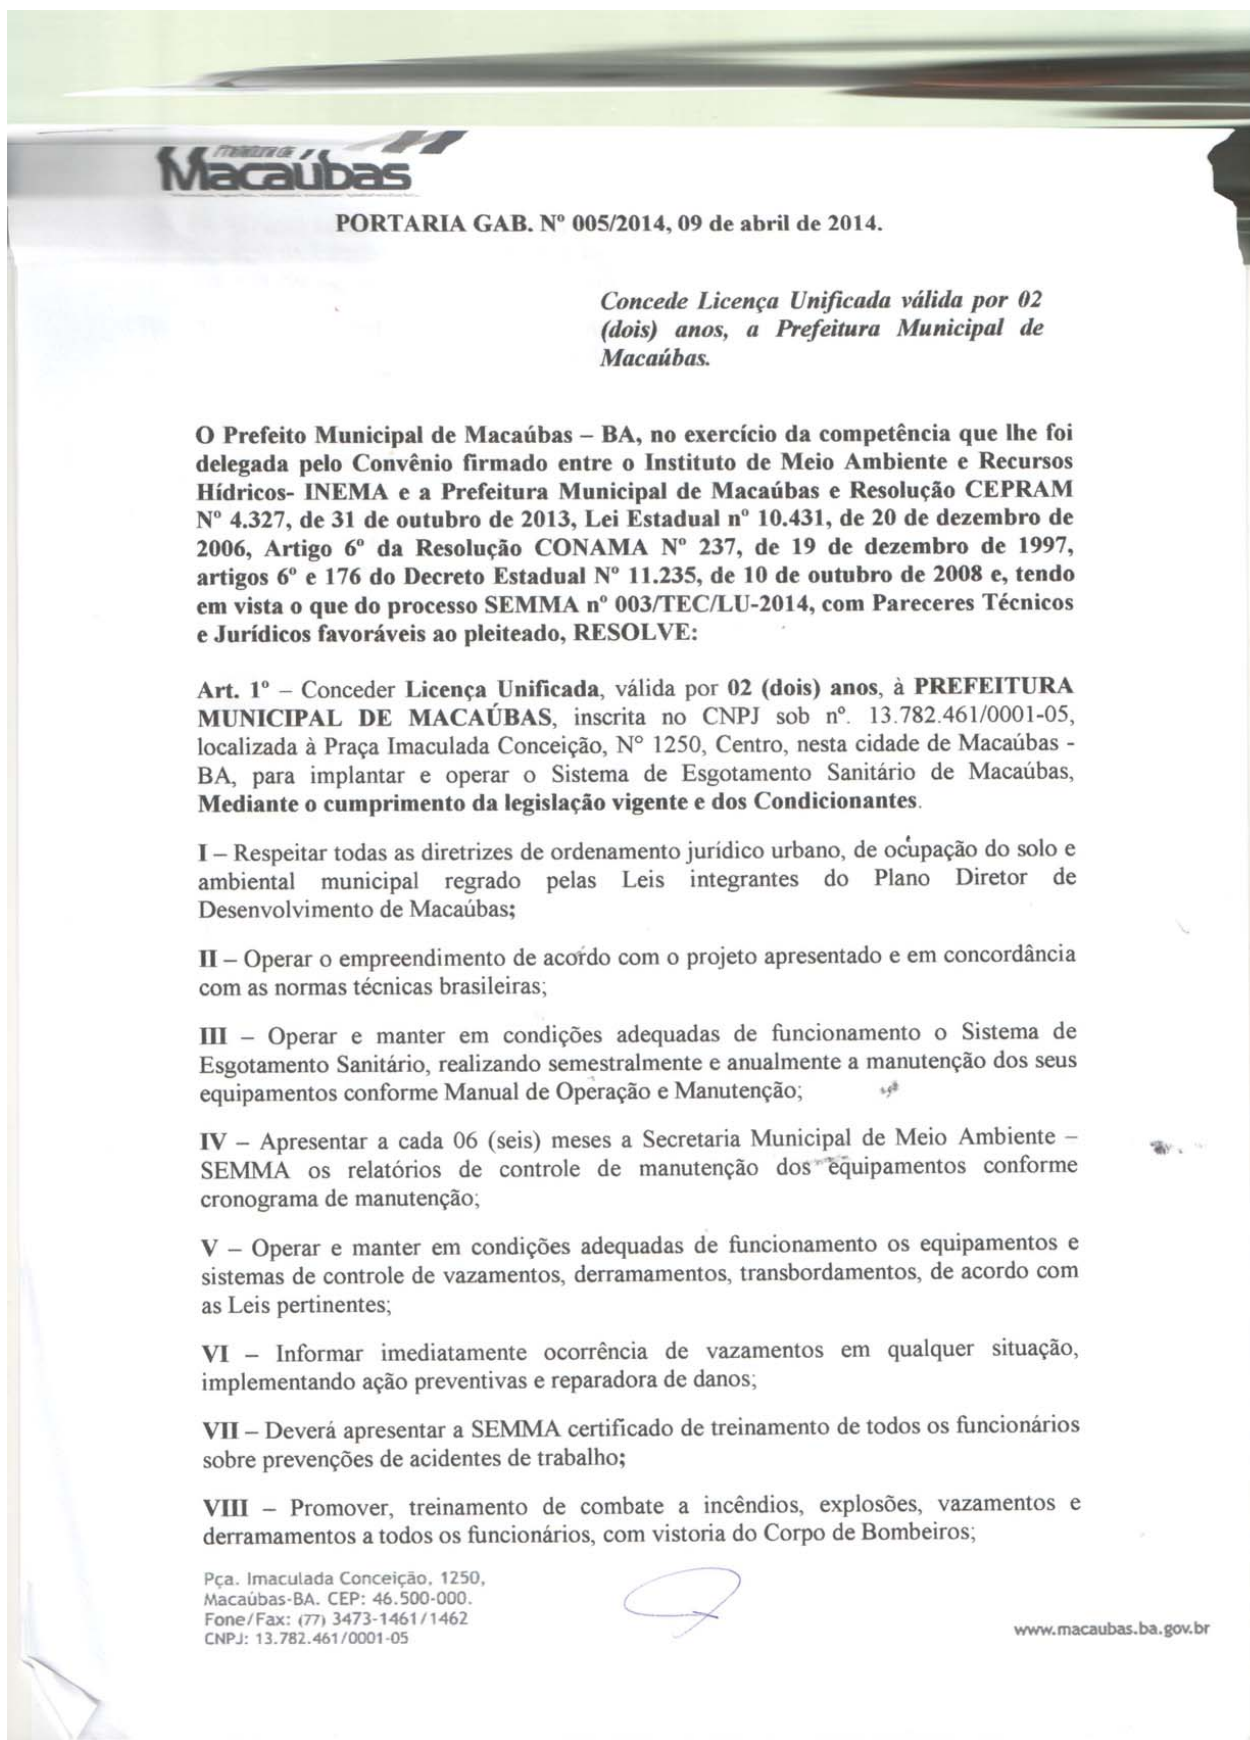 Prefeitura de
Macaúbas
PORTARIA GAB. Nº 005/2014, 09 de abril de 2014.
Concede Licença Unificada válida por 02
(dois) anos, a Prefeitura Municipal de
Macaúbas.
O Prefeito Municipal de Macaúbas – BA, no exercício da competência que lhe foi
delegada pelo Convênio firmado entre o Instituto de Meio Ambiente e Recursos
Hídricos- INEMA e a Prefeitura Municipal de Macaúbas e Resolução CEPRAM
Nº 4.327, de 31 de outubro de 2013, Lei Estadual nº 10.431, de 20 de dezembro de
2006, Artigo 6º da Resolução CONAMA Nº 237, de 19 de dezembro de 1997,
artigos 6º e 176 do Decreto Estadual Nº 11.235, de 10 de outubro de 2008 e, tendo
em vista o que do processo SEMMA nº 003/TEC/LU-2014, com Pareceres Técnicos
e Jurídicos favoráveis ao pleiteado, RESOLVE:
Art. 1º – Conceder Licença Unificada, válida por 02 (dois) anos, à PREFEITURA
MUNICIPAL DE MACAÚBAS, inscrita no CNPJ sob nº. 13.782.461/0001-05,
localizada à Praça Imaculada Conceição, Nº 1250, Centro, nesta cidade de Macaúbas -
BA, para implantar e operar o Sistema de Esgotamento Sanitário de Macaúbas,
Mediante o cumprimento da legislação vigente e dos Condicionantes.
I – Respeitar todas as diretrizes de ordenamento jurídico urbano, de ocupação do solo e
ambiental municipal regrado pelas Leis integrantes do Plano Diretor de
Desenvolvimento de Macaúbas;
II – Operar o empreendimento de acordo com o projeto apresentado e em concordância
com as normas técnicas brasileiras;
III – Operar e manter em condições adequadas de funcionamento o Sistema de
Esgotamento Sanitário, realizando semestralmente e anualmente a manutenção dos seus
equipamentos conforme Manual de Operação e Manutenção;
IV – Apresentar a cada 06 (seis) meses a Secretaria Municipal de Meio Ambiente –
SEMMA os relatórios de controle de manutenção dos equipamentos conforme
cronograma de manutenção;
V – Operar e manter em condições adequadas de funcionamento os equipamentos e
sistemas de controle de vazamentos, derramamentos, transbordamentos, de acordo com
as Leis pertinentes;
VI – Informar imediatamente ocorrência de vazamentos em qualquer situação,
implementando ação preventivas e reparadora de danos;
VII – Deverá apresentar a SEMMA certificado de treinamento de todos os funcionários
sobre prevenções de acidentes de trabalho;
VIII – Promover, treinamento de combate a incêndios, explosões, vazamentos e
derramamentos a todos os funcionários, com vistoria do Corpo de Bombeiros;
Pça. Imaculada Conceição, 1250,
Macaúbas-BA. CEP: 46.500-000.
Fone/Fax: (77) 3473-1461/1462
CNPJ: 13.782.461/0001-05
www.macaubas.ba.gov.br